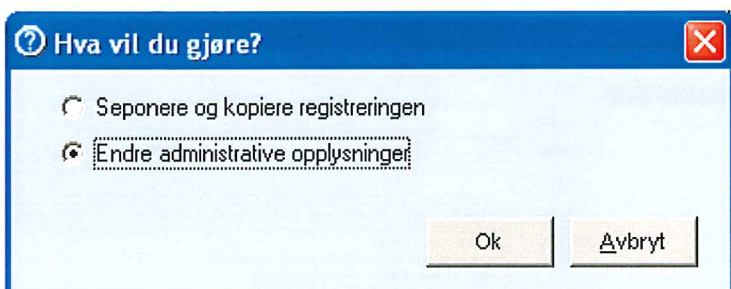 Hva vil du gjøre?
Seponere og kopiere registreringen
Endre administrative opplysninger
Ok
Avbryt